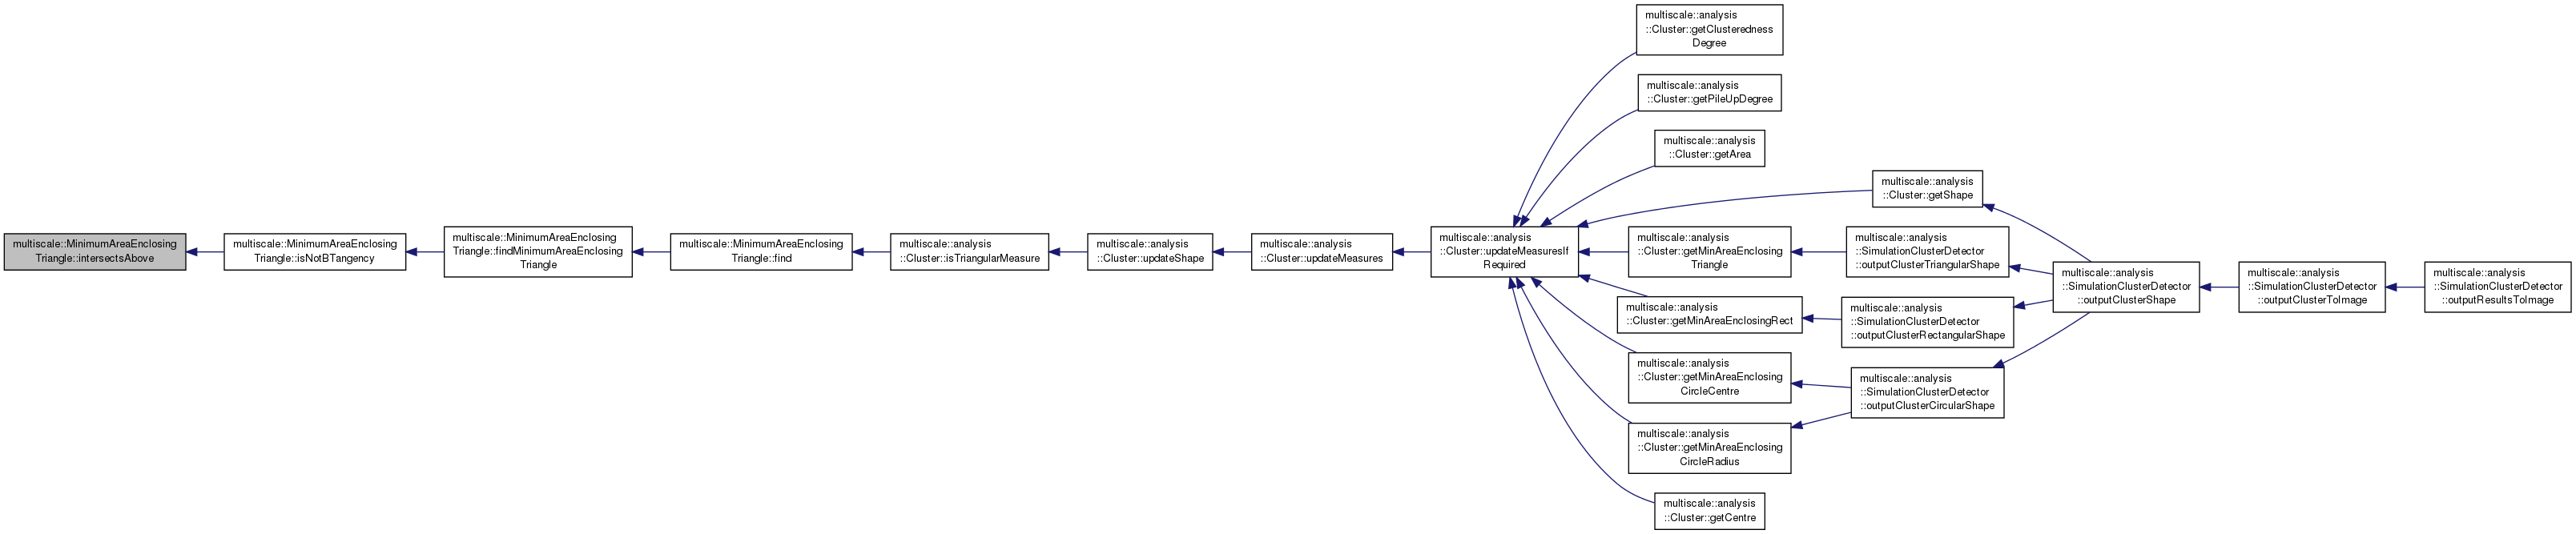 multiscale::MinimumAreaEnclosing
Triangle::intersectsAbove
multiscale::MinimumAreaEnclosing
Triangle::isNotBTangency
multiscale::MinimumAreaEnclosing
Triangle::findMinimumAreaEnclosing
Triangle
multiscale::MinimumAreaEnclosing
Triangle::find
multiscale::analysis
::Cluster::isTriangularMeasure
multiscale::analysis
::Cluster::updateShape
multiscale::analysis
::Cluster::updateMeasures
multiscale::analysis
::Cluster::updateMeasuresIf
Required
multiscale::analysis
::Cluster::getClusteredness
Degree
multiscale::analysis
::Cluster::getPileUpDegree
multiscale::analysis
::Cluster::getArea
multiscale::analysis
::Cluster::getShape
multiscale::analysis
::Cluster::getMinAreaEnclosing
Triangle
multiscale::analysis
::SimulationClusterDetector
::outputClusterTriangularShape
multiscale::analysis
::Cluster::getMinAreaEnclosingRect
multiscale::analysis
::SimulationClusterDetector
::outputClusterRectangularShape
multiscale::analysis
::Cluster::getMinAreaEnclosing
CircleCentre
multiscale::analysis
::SimulationClusterDetector
::outputClusterCircularShape
multiscale::analysis
::Cluster::getMinAreaEnclosing
CircleRadius
multiscale::analysis
::Cluster::getCentre
multiscale::analysis
::SimulationClusterDetector
::outputClusterShape
multiscale::analysis
::SimulationClusterDetector
::outputClusterToImage
multiscale::analysis
::SimulationClusterDetector
::outputResultsToImage